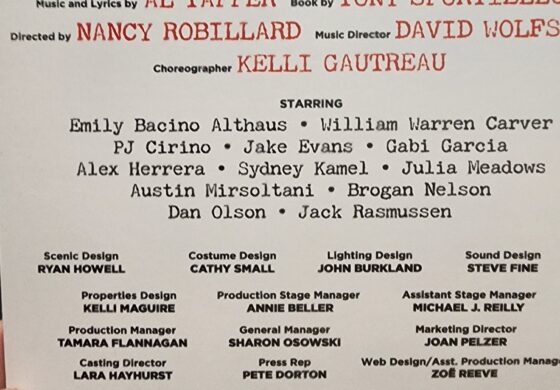 Music and Lyrics by AL TAPPER Book by TONY
Directed by NANCY ROBILLARD Music Director DAVID WOLFS
Choreographer KELLI GAUTREAU
STARRING
Emily Bacino Althaus • William Warren Carver
PJ Cirino • Jake Evans • Gabi Garcia
Alex Herrera • Sydney Kamel • Julia Meadows
Austin Mirsoltani • Brogan Nelson
Dan Olson • Jack Rasmussen
Scenic Design Costume Design Lighting Design Sound Design
RYAN HOWELL CATHY SMALL JOHN BURKLAND STEVE FINE
Properties Design Production Stage Manager Assistant Stage Manager
KELLI MAGUIRE ANNIE BELLER MICHAEL J. REILLY
Production Manager General Manager Marketing Director
TAMARA FLANNAGAN SHARON OSOWSKI JOAN PELZER
Casting Director Press Rep Web Design/Asst. Production Manag
LARA HAYHURST PETE DORTON ZOË REEVE